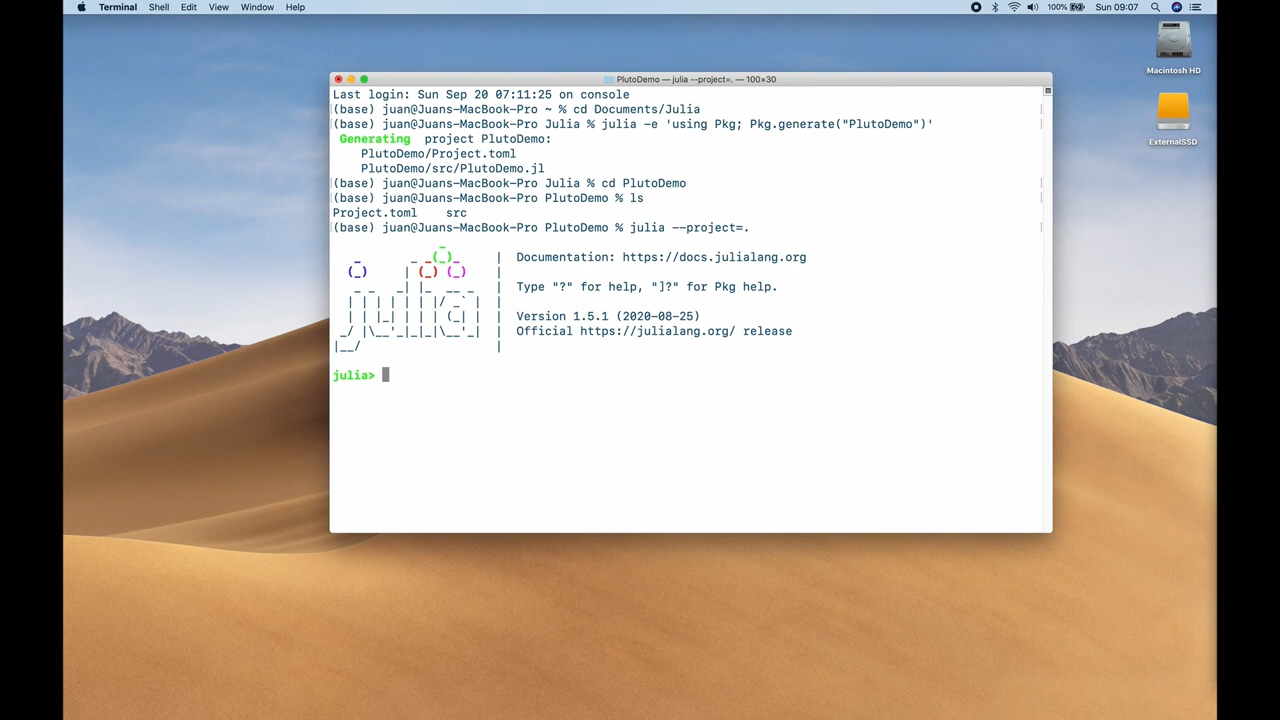 Terminal Shell Edit View Window Help 100% Sun 09:07
Macintosh HD
ExternalSSD
PlutoDemo — julia --project=. — 100×30
Last login: Sun Sep 20 07:11:25 on console
(base) juan@Juans-MacBook-Pro ~ % cd Documents/Julia
(base) juan@Juans-MacBook-Pro Julia % julia -e 'using Pkg; Pkg.generate("PlutoDemo")'
Generating project PlutoDemo:
PlutoDemo/Project.toml
PlutoDemo/src/PlutoDemo.jl
(base) juan@Juans-MacBook-Pro Julia % cd PlutoDemo
(base) juan@Juans-MacBook-Pro PlutoDemo % ls
Project.toml src
(base) juan@Juans-MacBook-Pro PlutoDemo % julia --project=.
julia
Documentation: https://docs.julialang.org
Type "?" for help, "]?" for Pkg help.
Version 1.5.1 (2020-08-25)
Official https://julialang.org/ release
julia>